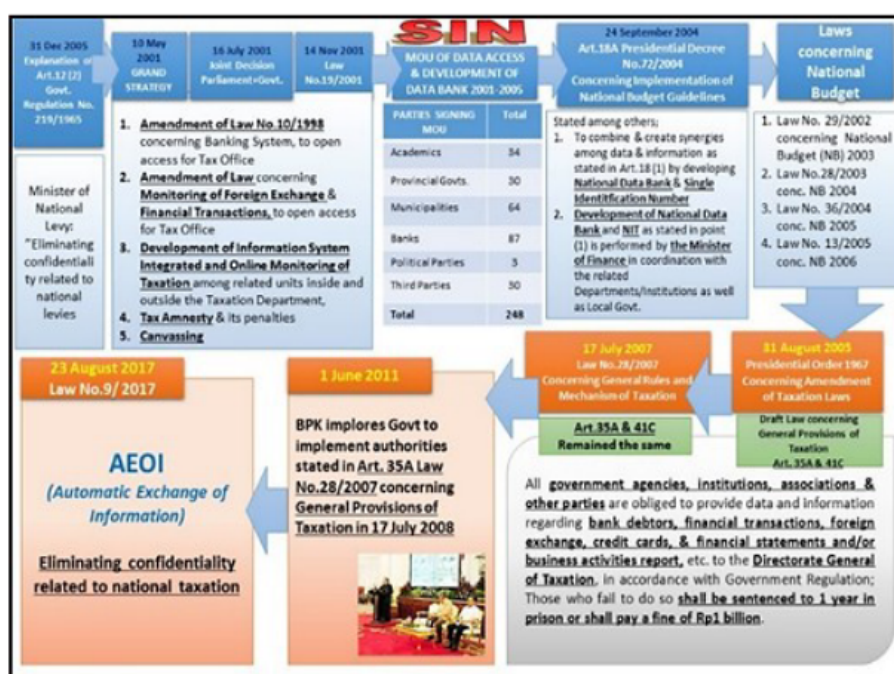 31 Dec 2005
Explanation of
Art.12 (2)
Govt.
Regulation No.
219/1965
Minister of
National
Levy:
"Eliminating
confidentiali
ty related to
national
levies
10 May
2001
GRAND
STRATEGY
16 July 2001
Joint Decision
Parliament+Govt.
14 Nov 2001
Law
No.19/2001
1. Amendment of Law No.10/1998
concerning Banking System, to open
access for Tax Office
2. Amendment of Law concerning
Monitoring of Foreign Exchange &
Financial Transactions, to open access
for Tax Office
3. Development of Information System
Integrated and Online Monitoring of
Taxation among related units inside and
outside the Taxation Department,
4. Tax Amnesty & its penalties
5. Canvassing
SIN
MOU OF DATA ACCESS
& DEVELOPMENT OF
DATA BANK 2001-2005
PARTIES SIGNING Total
MOU
Academics 34
Provincial Govts. 30
Municipalities 64
Banks 87
Political Parties 3
Third Parties 30
Total 248
24 September 2004
Art.18A Presidential Decree
No.72/2004
Concerning Implementation of
National Budget Guidelines
Stated among others;
1. To combine & create synergies
among data & information as
stated in Art.18 (1) by developing
National Data Bank & Single
Identitfication Number
2. Development of National Data
Bank and NIT as stated in point
(1) is performed by the Minister
of Finance in coordination with
the related
Departments/Institutions as well
as Local Govt.
Laws
concerning
National
Budget
1. Law No. 29/2002
concerning National
Budget (NB) 2003
2. Law No.28/2003
conc. NB 2004
3. Law No. 36/2004
conc. NB 2005
4. Law No. 13/2005
conc. NB 2006
31 August 2005
Presidential Order 1967
Concerning Amendment
of Taxation Laws
Draft Law concerning
General Provisions of
Taxation
Art. 35A & 41C
17 July 2007
Law No.28/2007
Concerning General Rules and
Mechanism of Taxation
Art.35A & 41C
Remained the same
All government agencies, institutions, associations &
other parties are obliged to provide data and information
regarding bank debtors, financial transactions, foreign
exchange, credit cards, & financial statements and/or
business activities report, etc. to the Directorate General
of Taxation, in accordance with Government Regulation;
Those who fail to do so shall be sentenced to 1 year in
prison or shall pay a fine of Rp1 billion.
1 June 2011
BPK implores Govt to
implement authorities
stated in Art. 35A Law
No.28/2007 concerning
General Provisions of
Taxation in 17 July 2008
23 August 2017
Law No.9/ 2017
AEOI
(Automatic Exchange of
Information)
Eliminating confidentiality
related to national taxation